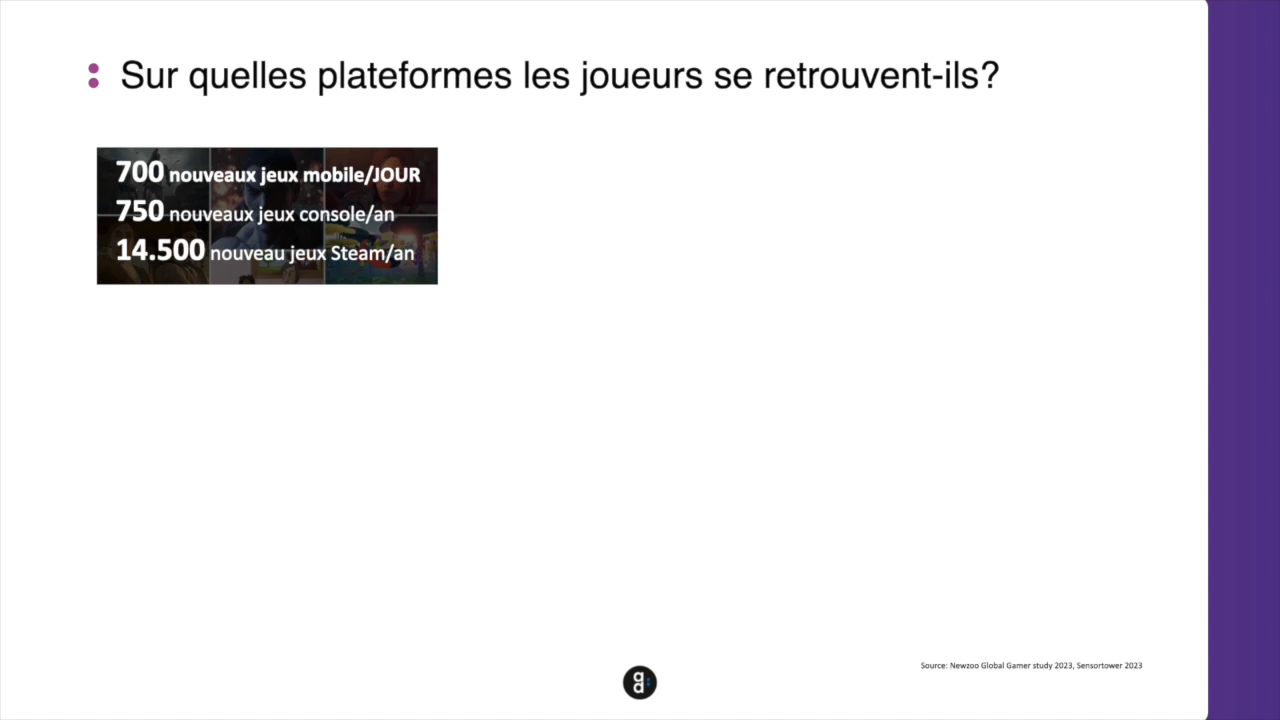 : Sur quelles plateformes les joueurs se retrouvent-ils?
700 nouveaux jeux mobile/JOUR
750 nouveaux jeux console/an
14.500 nouveau jeux Steam/an
Source: Newzoo Global Gamer study 2023, Sensortower 2023
a
a: